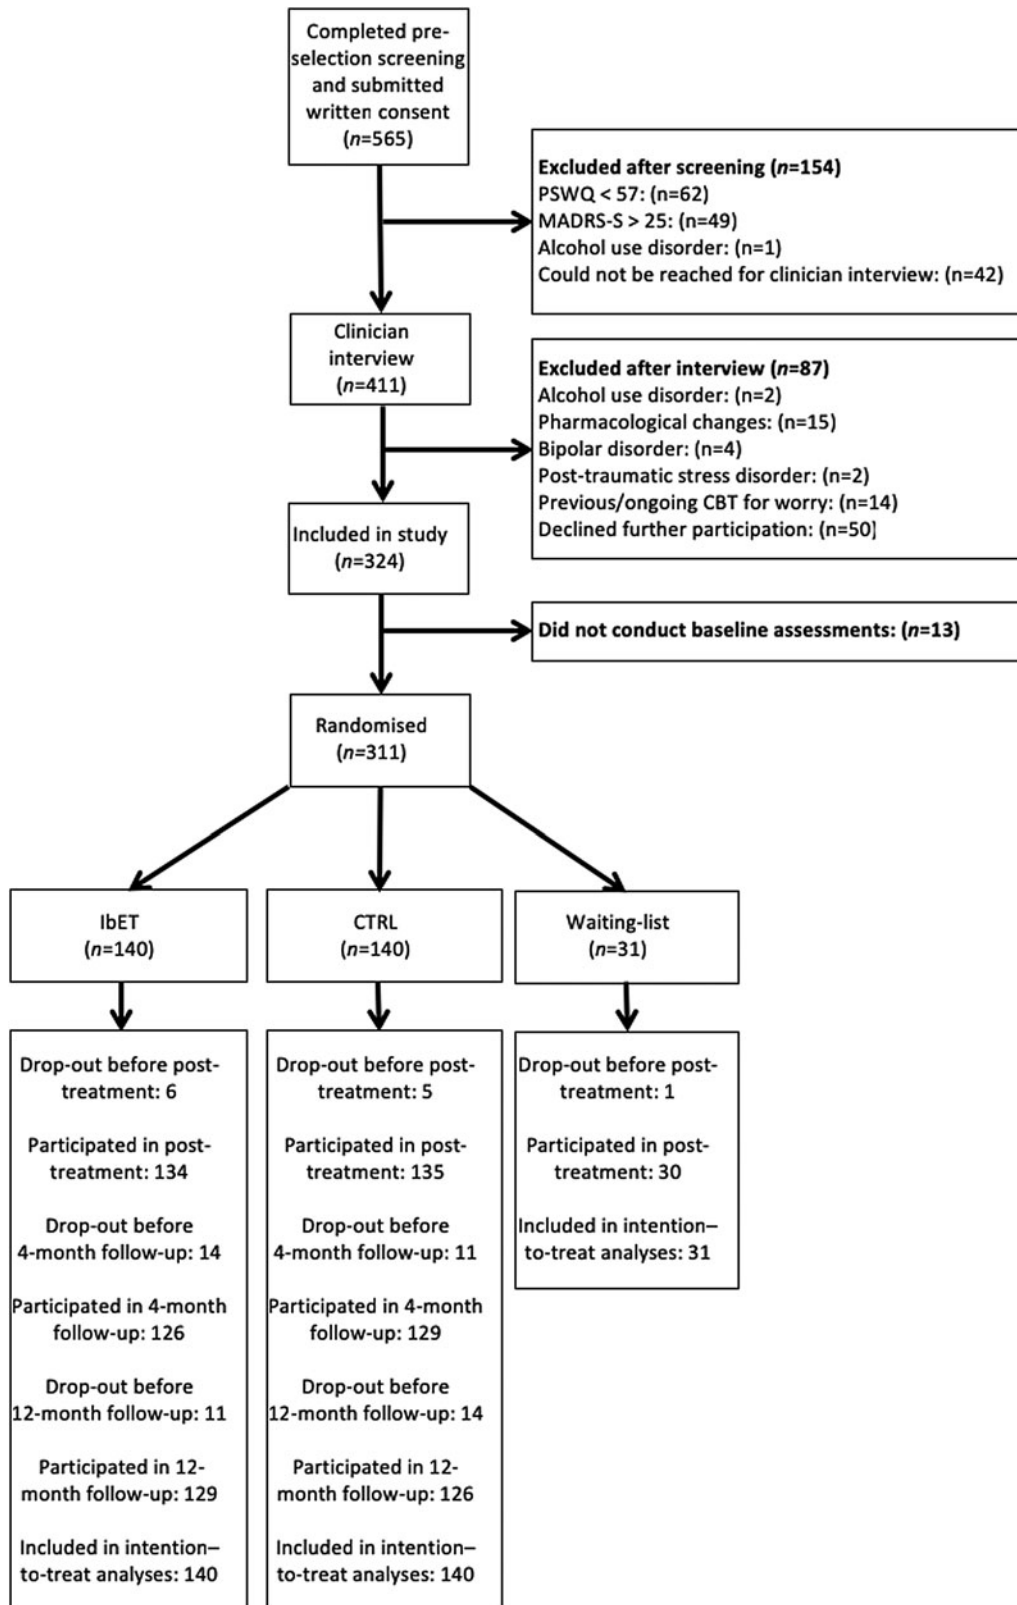 Completed pre-
selection screening
and submitted
written consent
(n=565)
Excluded after screening (n=154)
PSWQ < 57: (n=62)
MADRS-S > 25: (n=49)
Alcohol use disorder: (n=1)
Could not be reached for clinician interview: (n=42)
Clinician
interview
(n=411)
Excluded after interview (n=87)
Alcohol use disorder: (n=2)
Pharmacological changes: (n=15)
Bipolar disorder: (n=4)
Post-traumatic stress disorder: (n=2)
Previous/ongoing CBT for worry: (n=14)
Declined further participation: (n=50)
Included in study
(n=324)
Did not conduct baseline assessments: (n=13)
Randomised
(n=311)
IbET
(n=140)
CTRL
(n=140)
Waiting-list
(n=31)
Drop-out before post-
treatment: 6
Participated in post-
treatment: 134
Drop-out before
4-month follow-up: 14
Participated in 4-month
follow-up: 126
Drop-out before
12-month follow-up: 11
Participated in 12-
month follow-up: 129
Included in intention–
to-treat analyses: 140
Drop-out before post-
treatment: 5
Participated in post-
treatment: 135
Drop-out before
4-month follow-up: 11
Participated in 4-month
follow-up: 129
Drop-out before
12-month follow-up: 14
Participated in 12-
month follow-up: 126
Included in intention–
to-treat analyses: 140
Drop-out before post-
treatment: 1
Participated in post-
treatment: 30
Included in intention–
to-treat analyses: 31